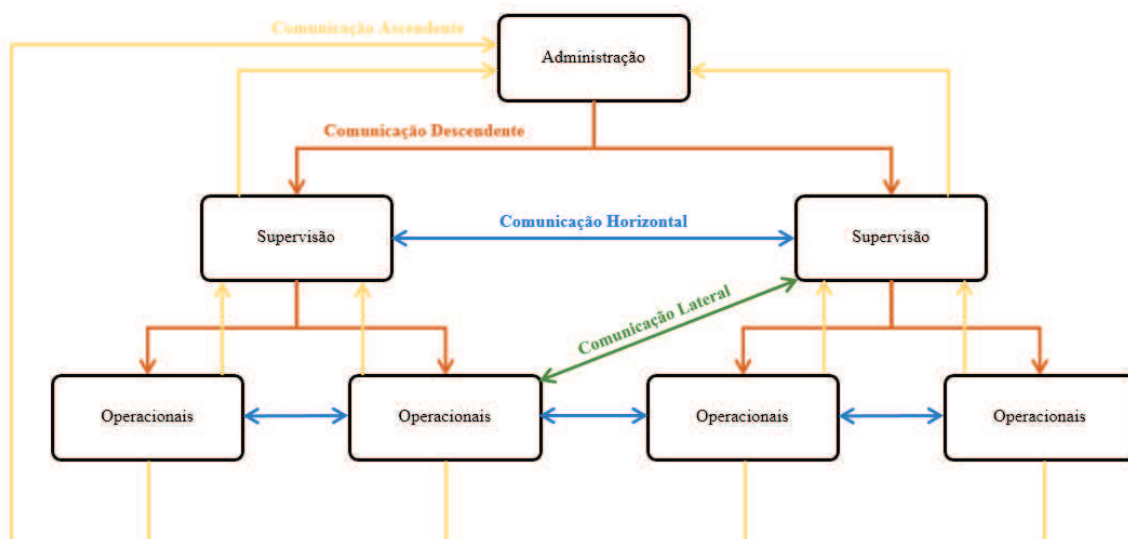 Comunicação Ascendente
Administração
Comunicação Descendente
Supervisão
Comunicação Horizontal
Supervisão
Comunicação Lateral
Operacionais
Operacionais
Operacionais
Operacionais